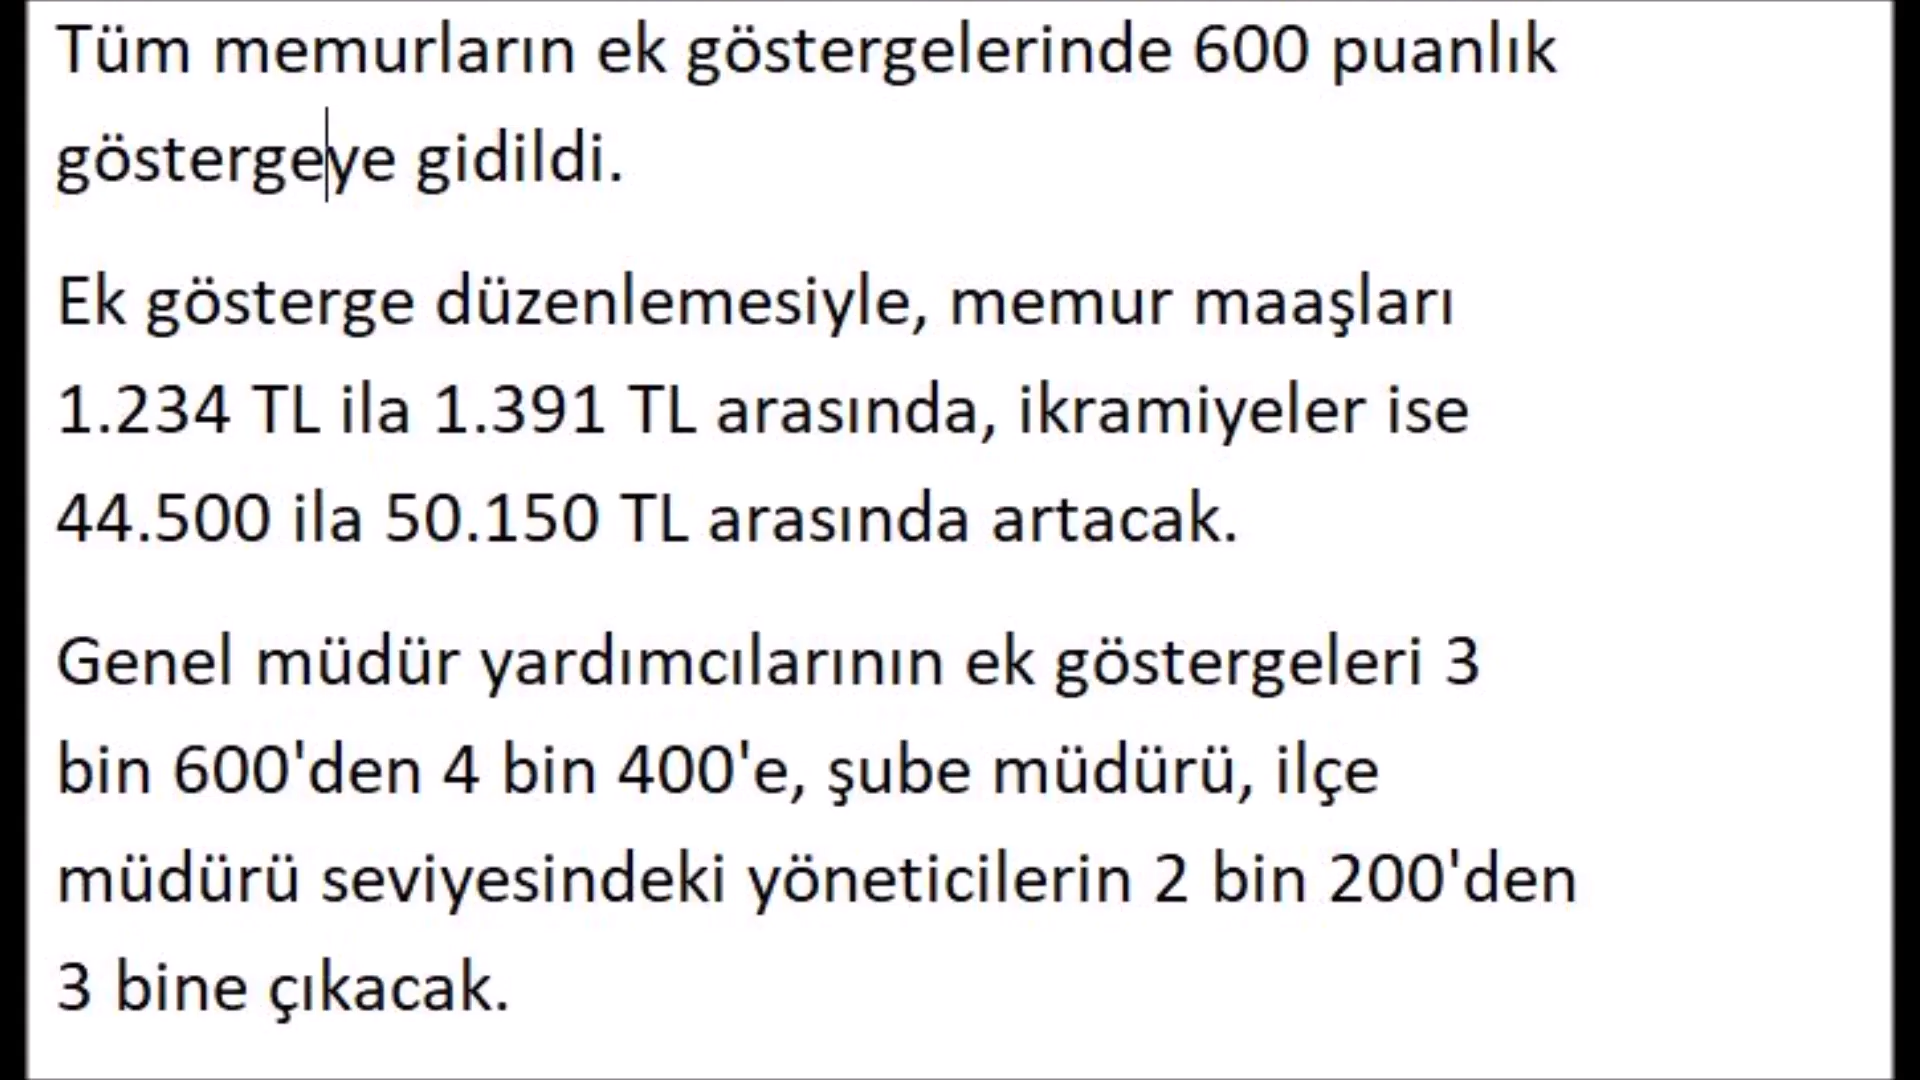 Tüm memurların ek göstergelerinde 600 puanlık
göstergeye gidildi.
Ek gösterge düzenlemesiyle, memur maaşları
1.234 TL ila 1.391 TL arasında, ikramiyeler ise
44.500 ila 50.150 TL arasında artacak.
Genel müdür yardımcılarının ek göstergeleri 3
bin 600'den 4 bin 400'e, şube müdürü, ilçe
müdürü seviyesindeki yöneticilerin 2 bin 200'den
3 bine çıkacak.